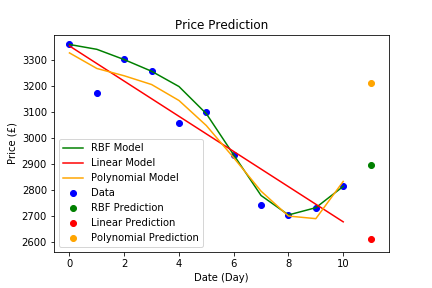 Price Prediction
Price (£)
3300
3200
3100
3000
2900
2800
2700
2600
RBF Model
Linear Model
Polynomial Model
Data
RBF Prediction
Linear Prediction
Polynomial Prediction
0
2
4
6
8
10
Date (Day)